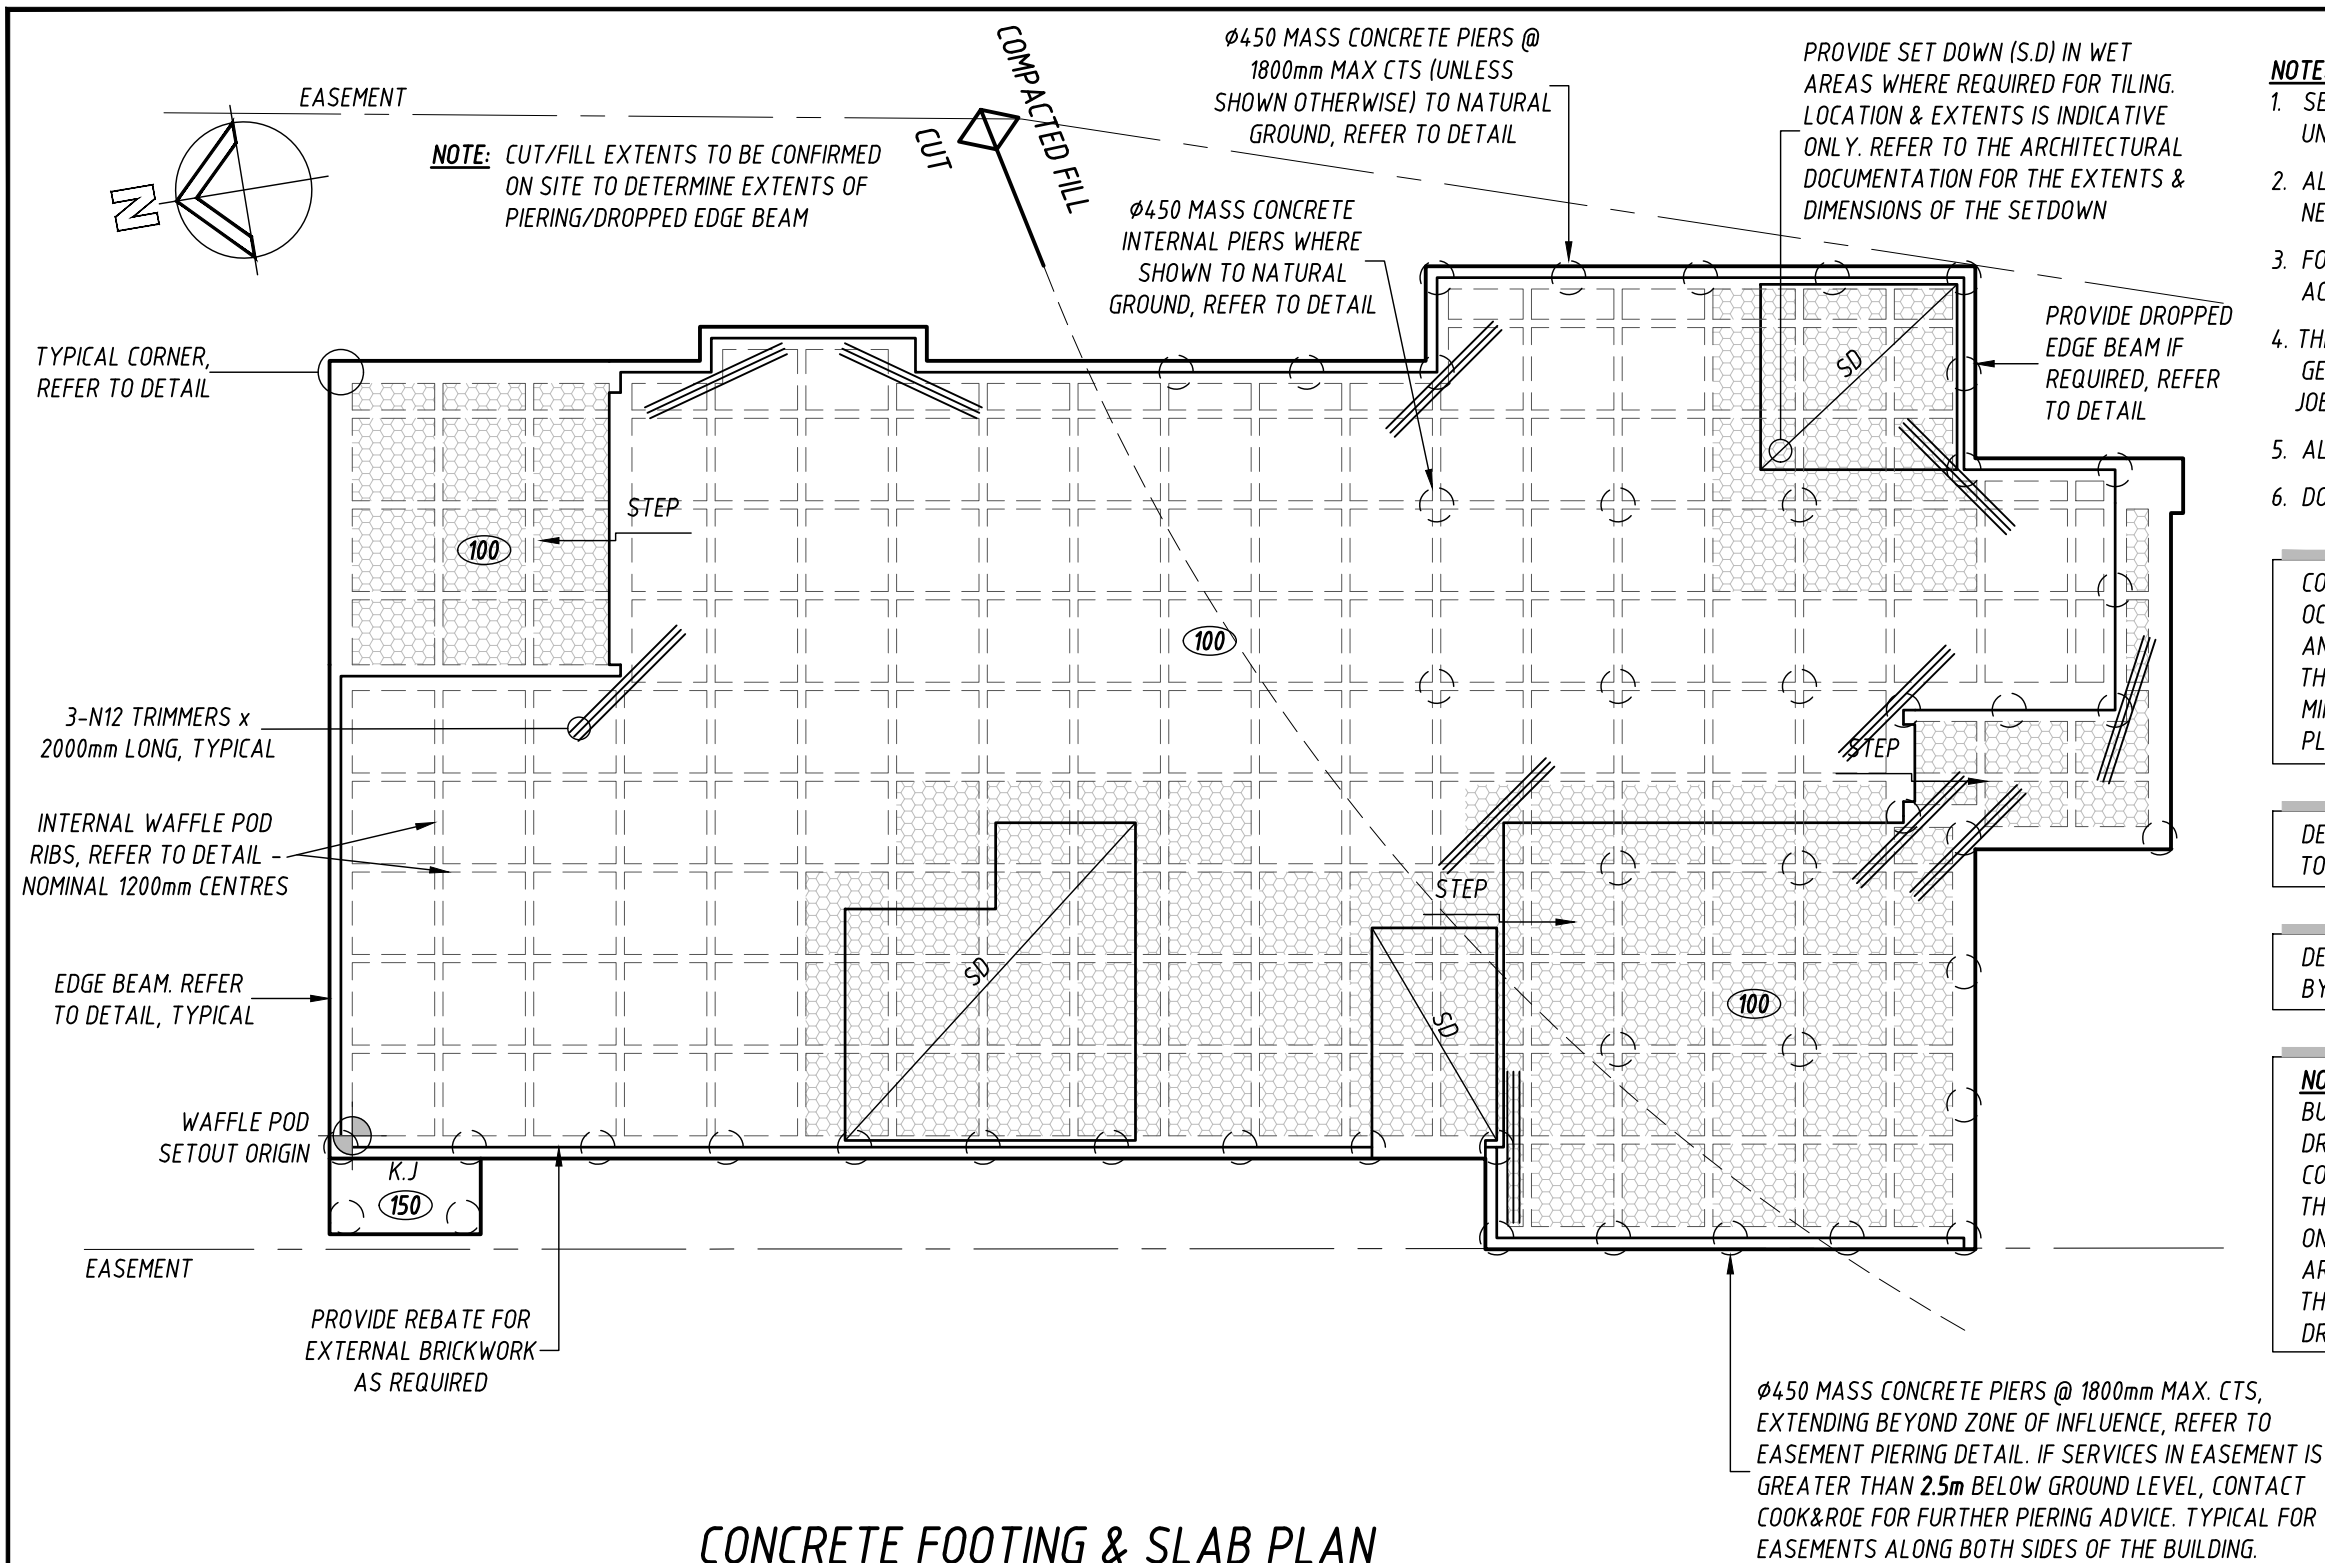 EASEMENT
N
NOTE: CUT/FILL EXTENTS TO BE CONFIRMED
ON SITE TO DETERMINE EXTENTS OF
PIERING/DROPPED EDGE BEAM
CUT
COMPACTED FILL
Ø450 MASS CONCRETE PIERS @
1800mm MAX CTS (UNLESS
SHOWN OTHERWISE) TO NATURAL
GROUND, REFER TO DETAIL
Ø450 MASS CONCRETE
INTERNAL PIERS WHERE
SHOWN TO NATURAL
GROUND, REFER TO DETAIL
PROVIDE SET DOWN (S.D) IN WET
AREAS WHERE REQUIRED FOR TILING.
LOCATION & EXTENTS IS INDICATIVE
ONLY. REFER TO THE ARCHITECTURAL
DOCUMENTATION FOR THE EXTENTS &
DIMENSIONS OF THE SETDOWN
PROVIDE DROPPED
EDGE BEAM IF
REQUIRED, REFER
TO DETAIL
TYPICAL CORNER,
REFER TO DETAIL
SD
STEP
100
100
3-N12 TRIMMERS x
2000mm LONG, TYPICAL
STEP
INTERNAL WAFFLE POD
RIBS, REFER TO DETAIL -
NOMINAL 1200mm CENTRES
STEP
SD
SD
100
EDGE BEAM. REFER
TO DETAIL, TYPICAL
WAFFLE POD
SETOUT ORIGIN
K.J
150
EASEMENT
PROVIDE REBATE FOR
EXTERNAL BRICKWORK
AS REQUIRED
Ø450 MASS CONCRETE PIERS @ 1800mm MAX. CTS,
EXTENDING BEYOND ZONE OF INFLUENCE, REFER TO
EASEMENT PIERING DETAIL. IF SERVICES IN EASEMENT IS
GREATER THAN 2.5m BELOW GROUND LEVEL, CONTACT
COOK&ROE FOR FURTHER PIERING ADVICE. TYPICAL FOR
EASEMENTS ALONG BOTH SIDES OF THE BUILDING.
CONCRETE FOOTING & SLAB PLAN
NOTE
1.
2.
3.
4.
5.
6.